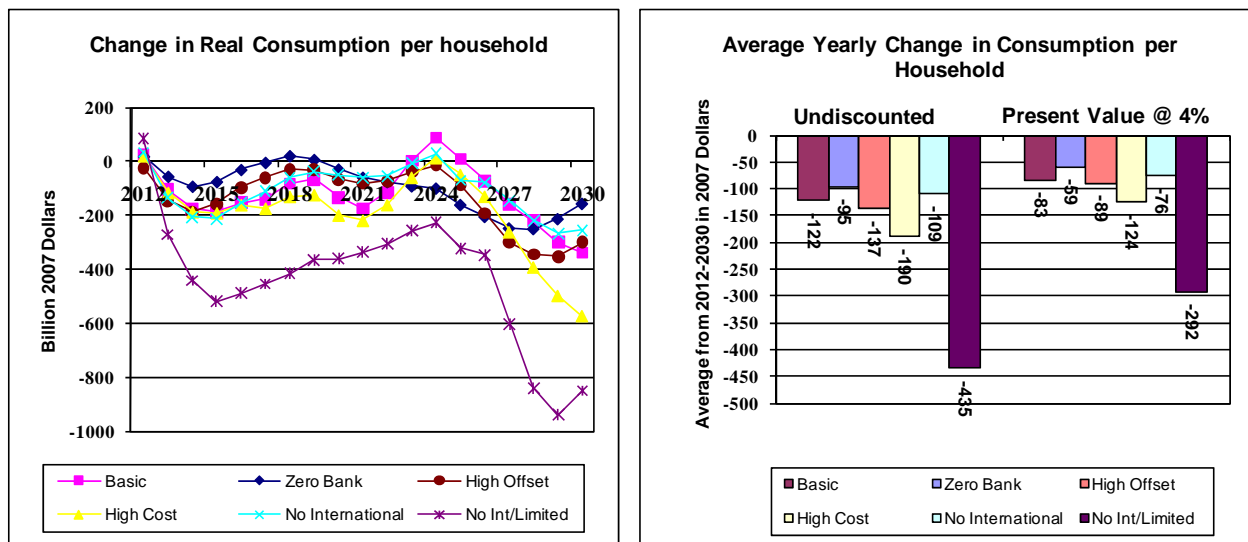 Change in Real Consumption per household
Billion 2007 Dollars
200
0
-200
-400
-600
-800
-1000
2012
2015
2018
2021
2024
2027
2030
Basic
Zero Bank
High Offset
High Cost
No International
No Int/Limited
Average Yearly Change in Consumption per
Household
Undiscounted
Present Value @ 4%
Average from 2012-2030 in 2007 Dollars
0
-50
-100
-150
-200
-250
-300
-350
-400
-450
-500
-122
-95
-137
-190
-109
-435
-83
-59
-89
-124
-76
-292
Basic
Zero Bank
High Offset
High Cost
No International
No Int/Limited